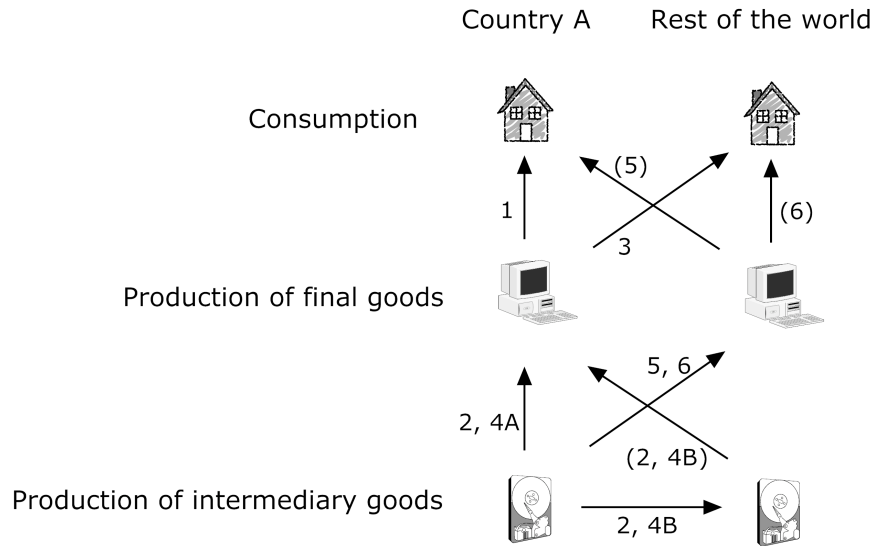 Country A
Rest of the world
Consumption
(5)
1
3
(6)
Production of final goods
5, 6
2, 4A
(2, 4B)
Production of intermediary goods
2, 4B